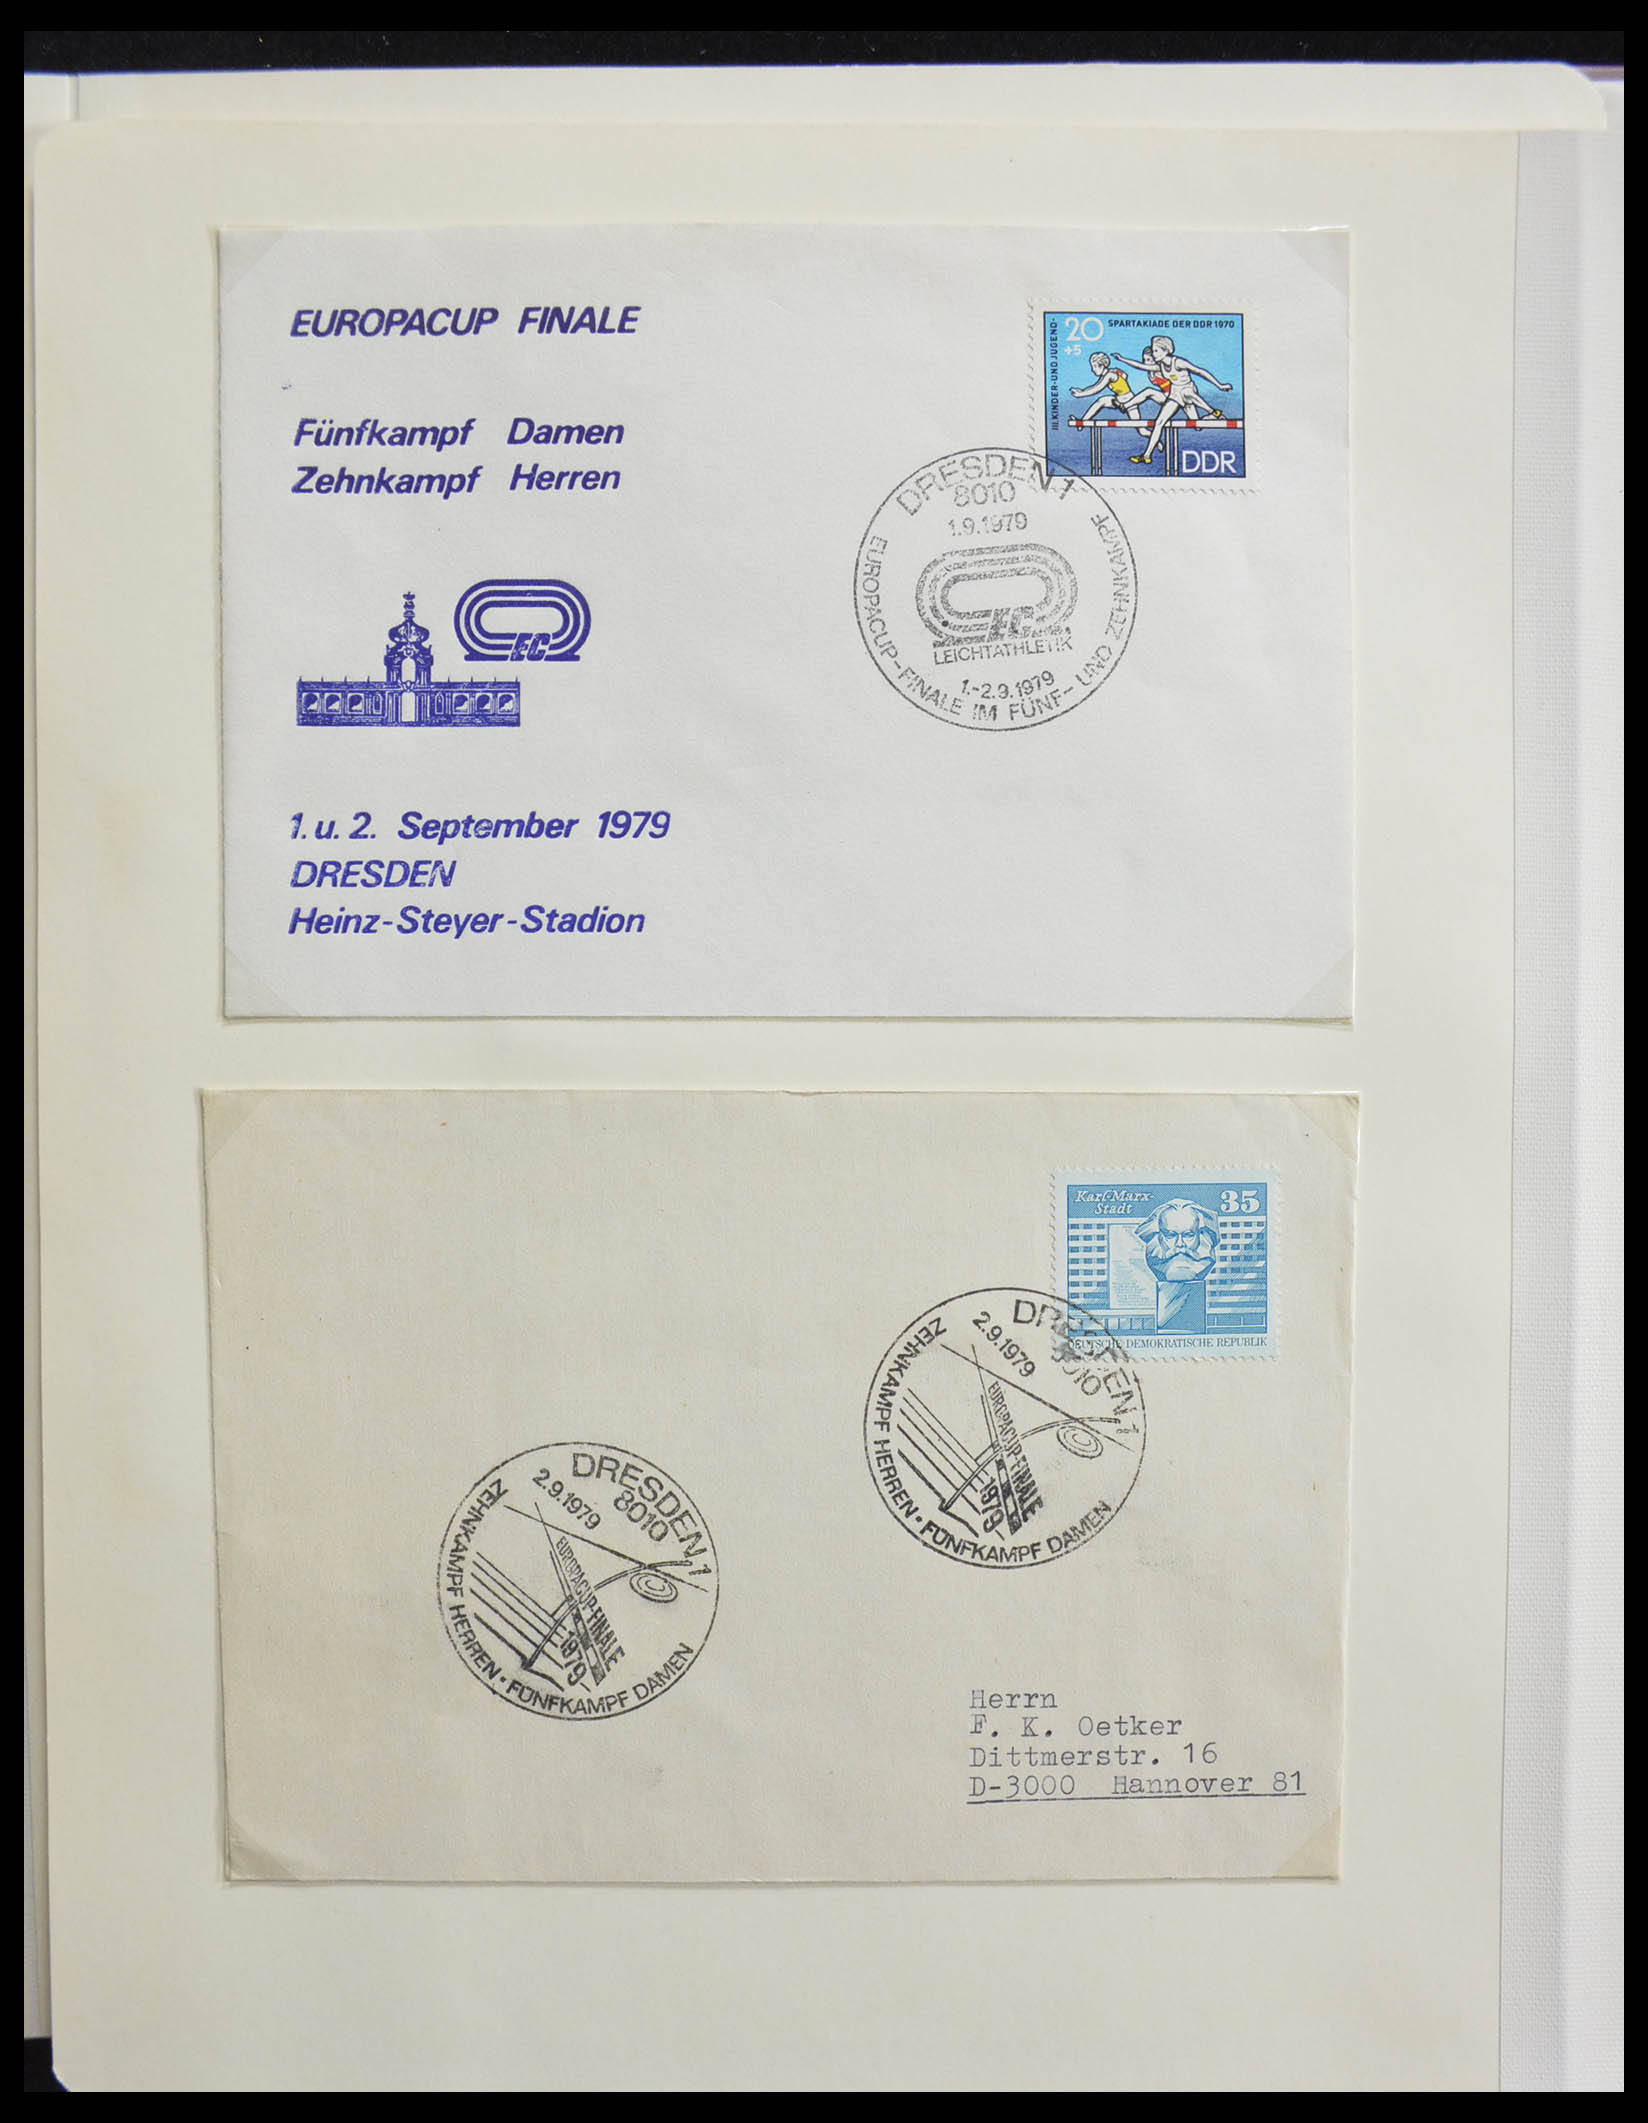 EUROPACUP FINALE
Fünfkampf Damen
Zehnkampf Herren
EC
1. u. 2. September 1979
DRESDEN
Heinz-Steyer-Stadion
III. KINDER-UND JUGEND-
SPARTAKIADE DER DDR 1970
20
+5
DDR
DRESDEN 1
8010
1.9.1979
EC
LEICHTATHLETIK
1.-2.9.1979
EUROPACUP-FINALE IM FÜNF- UND ZEHNKAMPF
Karl-Marx-
Stadt
35
DEUTSCHE DEMOKRATISCHE REPUBLIK
DRESDEN 1
8010
2.9.1979
EUROPACUP-FINALE
1979
ZEHNKAMPF HERREN · FÜNFKAMPF DAMEN
DRESDEN 1
8010
2.9.1979
EUROPACUP-FINALE
1979
ZEHNKAMPF HERREN · FÜNFKAMPF DAMEN
Herrn
F. K. Oetker
Dittmerstr. 16
D-3000 Hannover 81